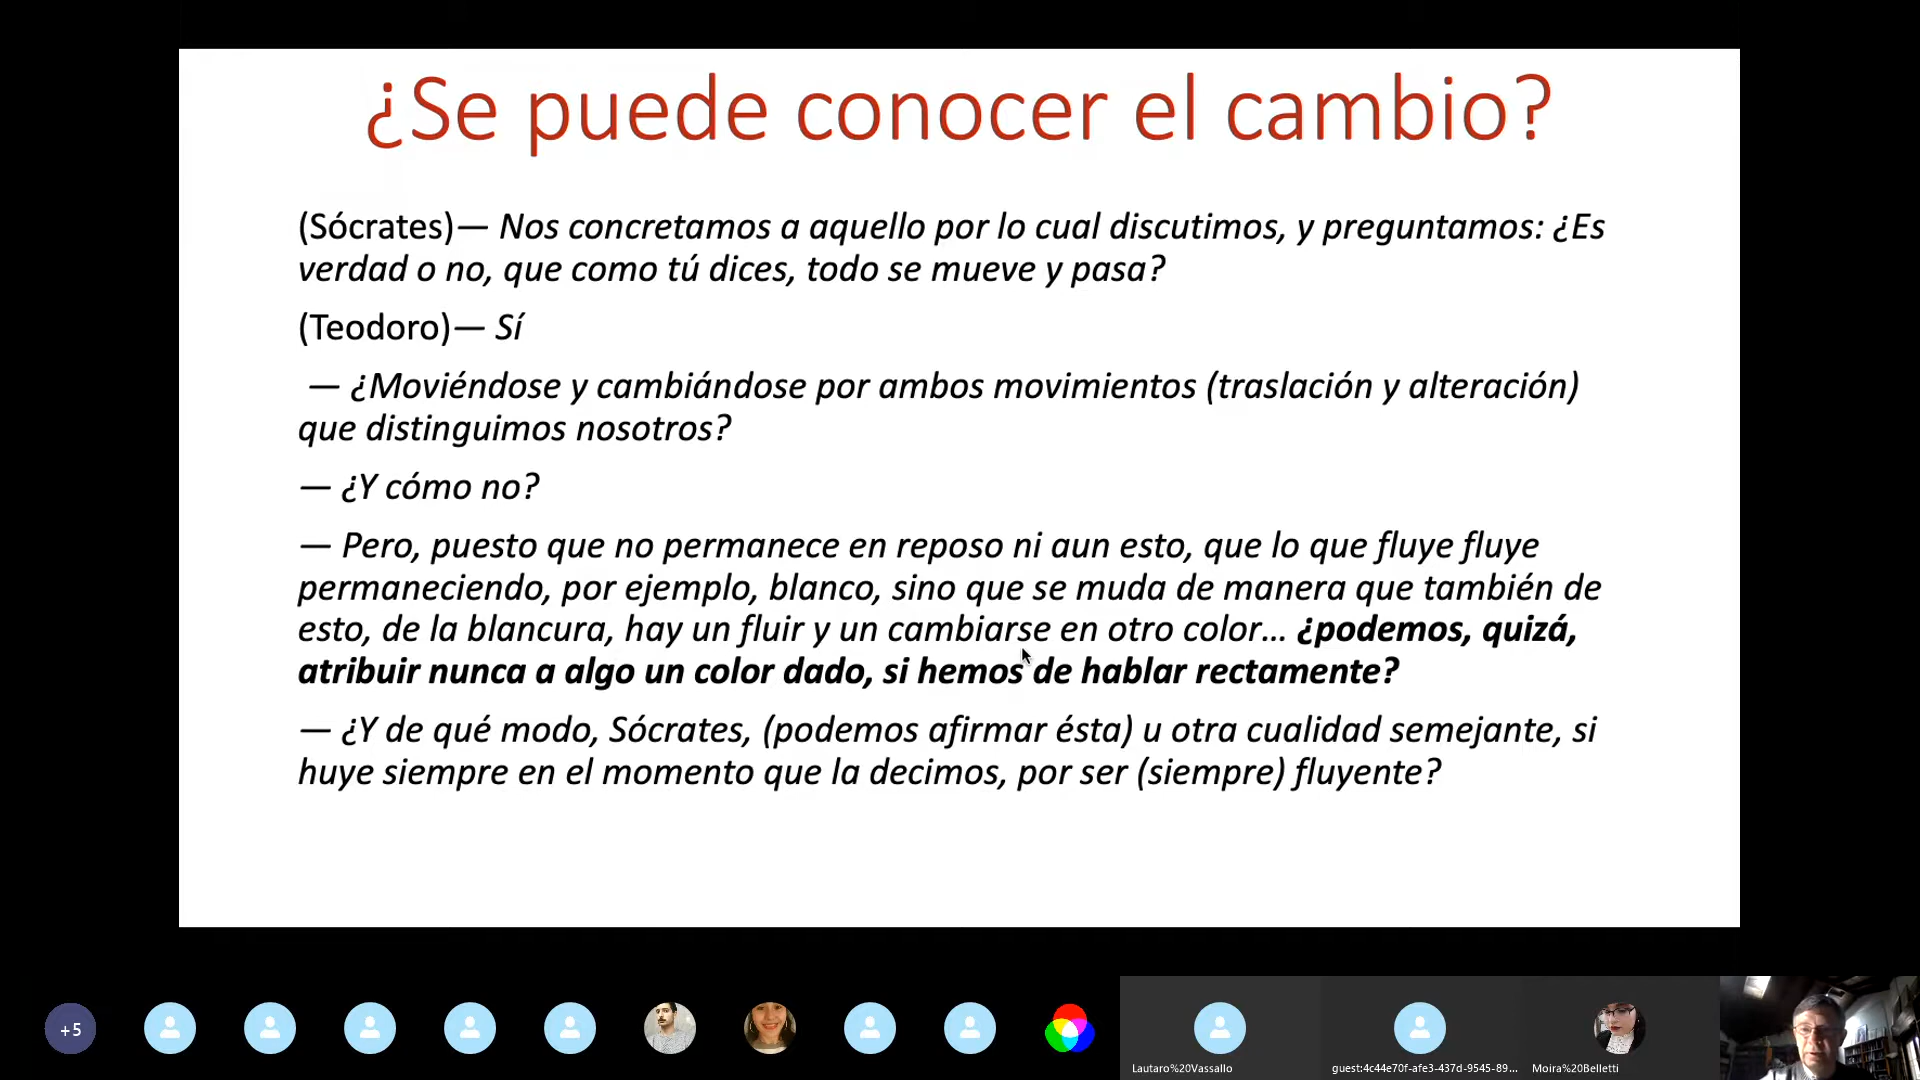 ¿Se puede conocer el cambio?
(Sócrates)— Nos concretamos a aquello por lo cual discutimos, y preguntamos: ¿Es
verdad o no, que como tú dices, todo se mueve y pasa?
(Teodoro)— Sí
— ¿Moviéndose y cambiándose por ambos movimientos (traslación y alteración)
que distinguimos nosotros?
— ¿Y cómo no?
— Pero, puesto que no permanece en reposo ni aun esto, que lo que fluye fluye
permaneciendo, por ejemplo, blanco, sino que se muda de manera que también de
esto, de la blancura, hay un fluir y un cambiarse en otro color... ¿podemos, quizá,
atribuir nunca a algo un color dado, si hemos de hablar rectamente?
— ¿Y de qué modo, Sócrates, (podemos afirmar ésta) u otra cualidad semejante, si
huye siempre en el momento que la decimos, por ser (siempre) fluyente?
+5
Lautaro%20Vassallo
guest:4c44e70f-afe3-437d-9545-89...
Moira%20Belletti